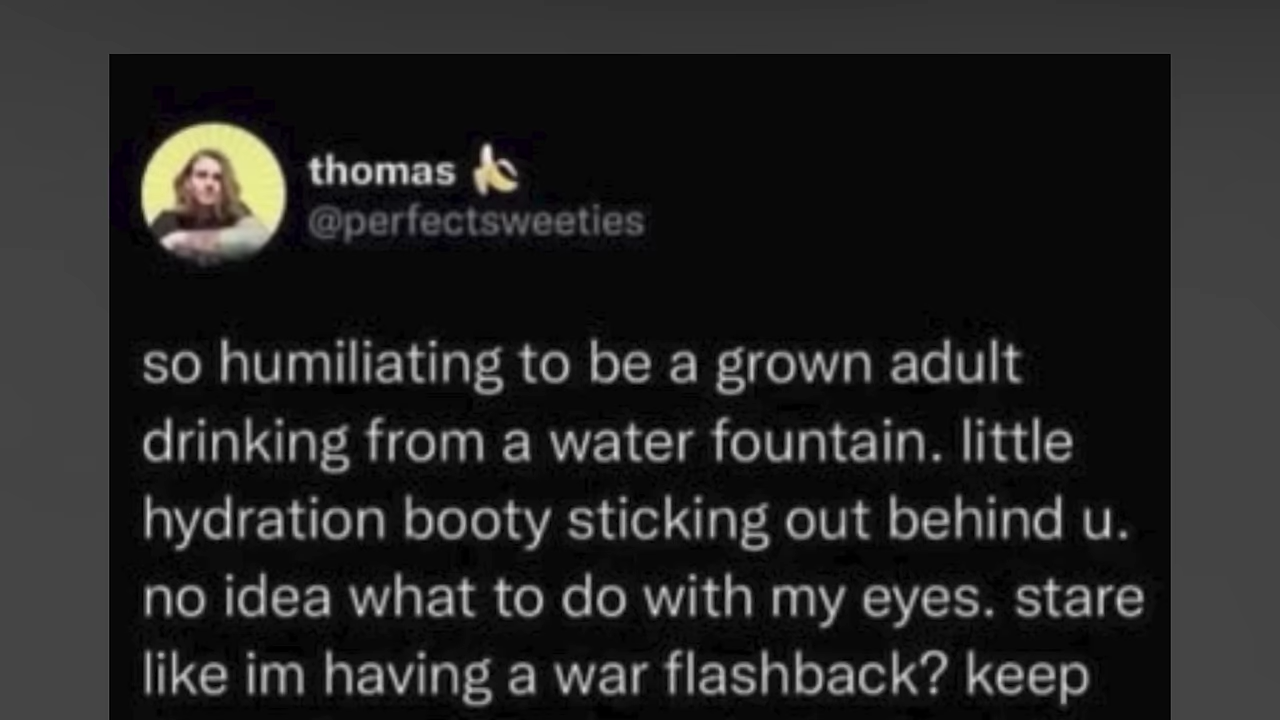 thomas 🍌
@perfectsweeties
so humiliating to be a grown adult
drinking from a water fountain. little
hydration booty sticking out behind u.
no idea what to do with my eyes. stare
like im having a war flashback? keep